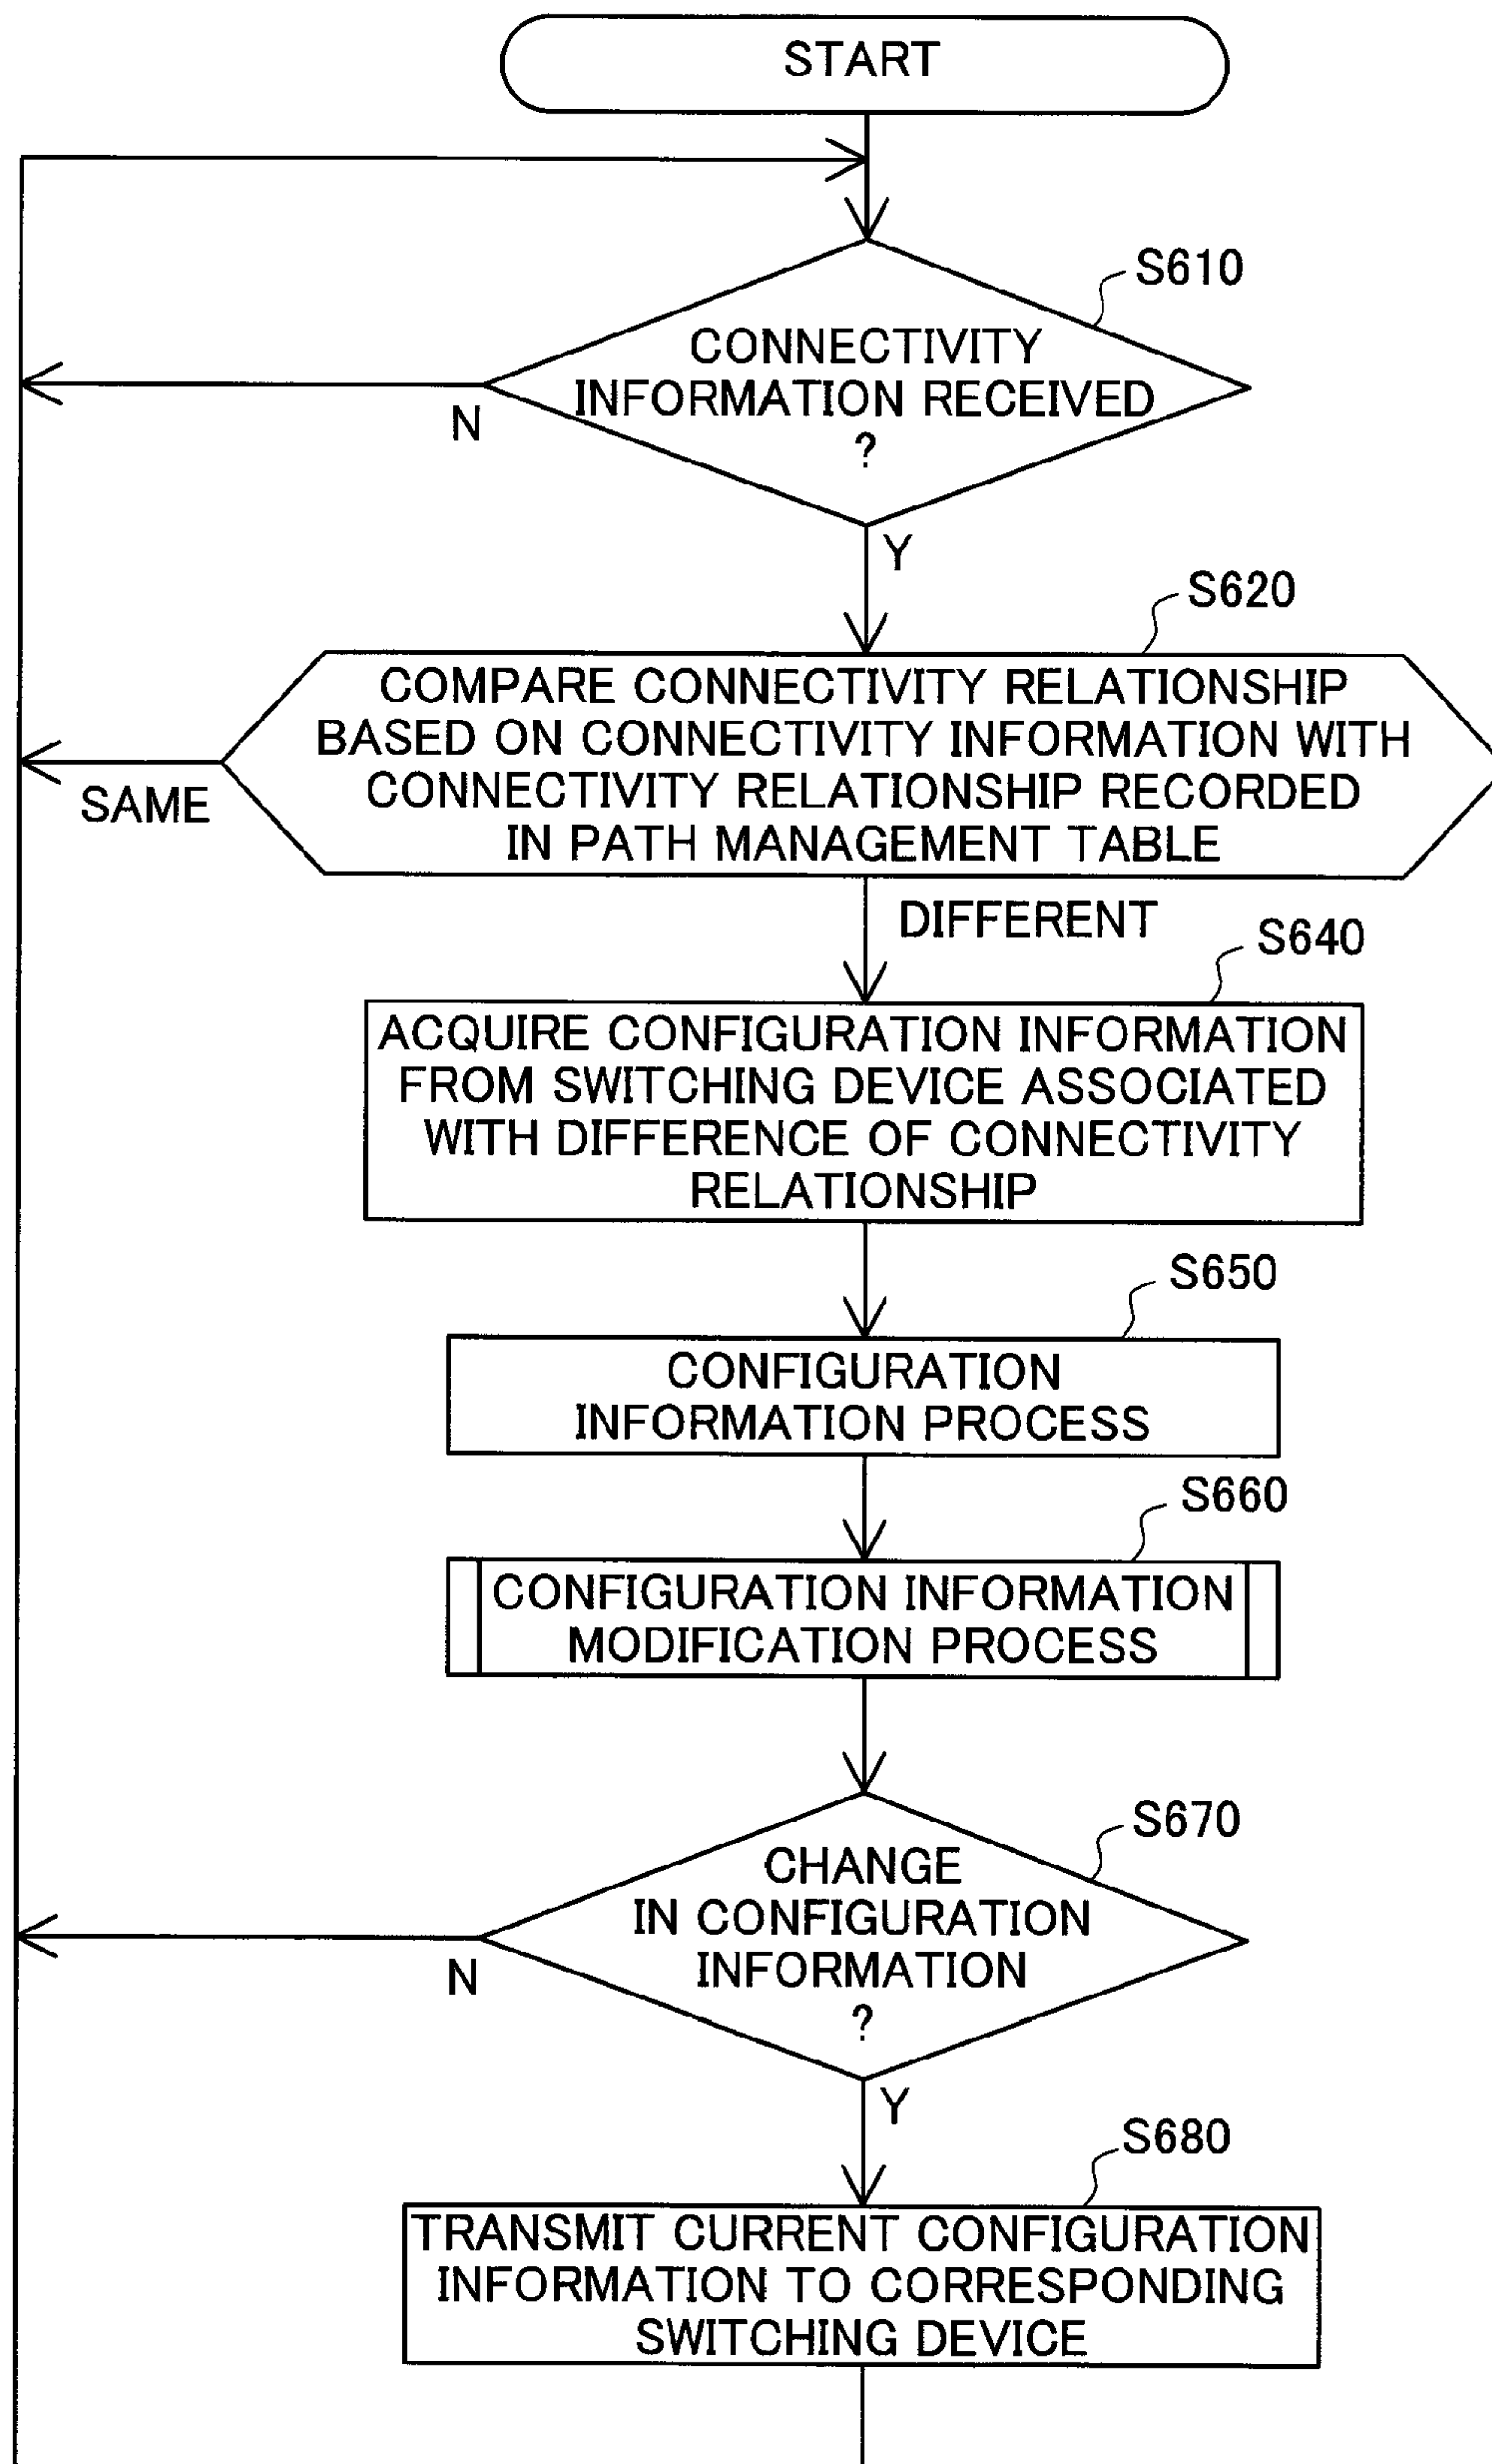 START
S610
CONNECTIVITY
INFORMATION RECEIVED
?
N
Y
S620
COMPARE CONNECTIVITY RELATIONSHIP
BASED ON CONNECTIVITY INFORMATION WITH
CONNECTIVITY RELATIONSHIP RECORDED
IN PATH MANAGEMENT TABLE
SAME
DIFFERENT
S640
ACQUIRE CONFIGURATION INFORMATION
FROM SWITCHING DEVICE ASSOCIATED
WITH DIFFERENCE OF CONNECTIVITY
RELATIONSHIP
S650
CONFIGURATION
INFORMATION PROCESS
S660
CONFIGURATION INFORMATION
MODIFICATION PROCESS
S670
CHANGE
IN CONFIGURATION
INFORMATION
?
N
Y
S680
TRANSMIT CURRENT CONFIGURATION
INFORMATION TO CORRESPONDING
SWITCHING DEVICE